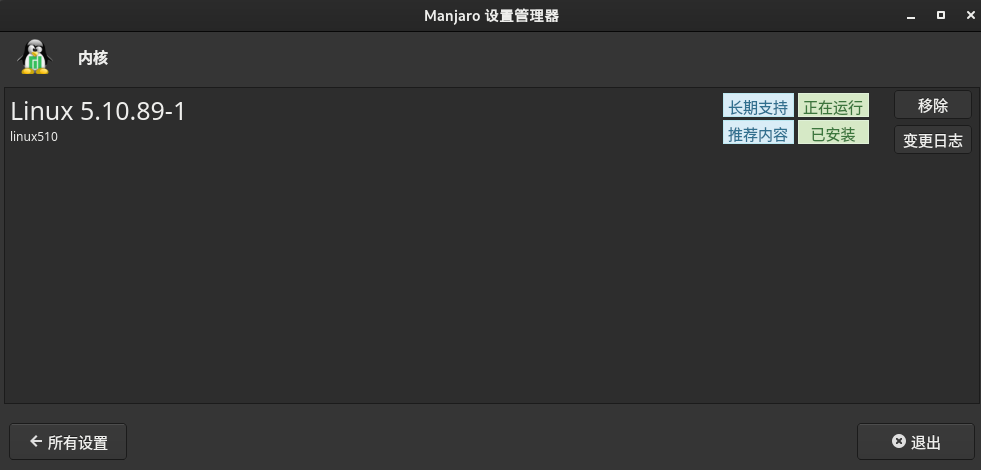 Manjaro 设置管理器
内核
Linux 5.10.89-1
linux510
长期支持 正在运行
推荐内容 已安装
移除
变更日志
所有设置
退出